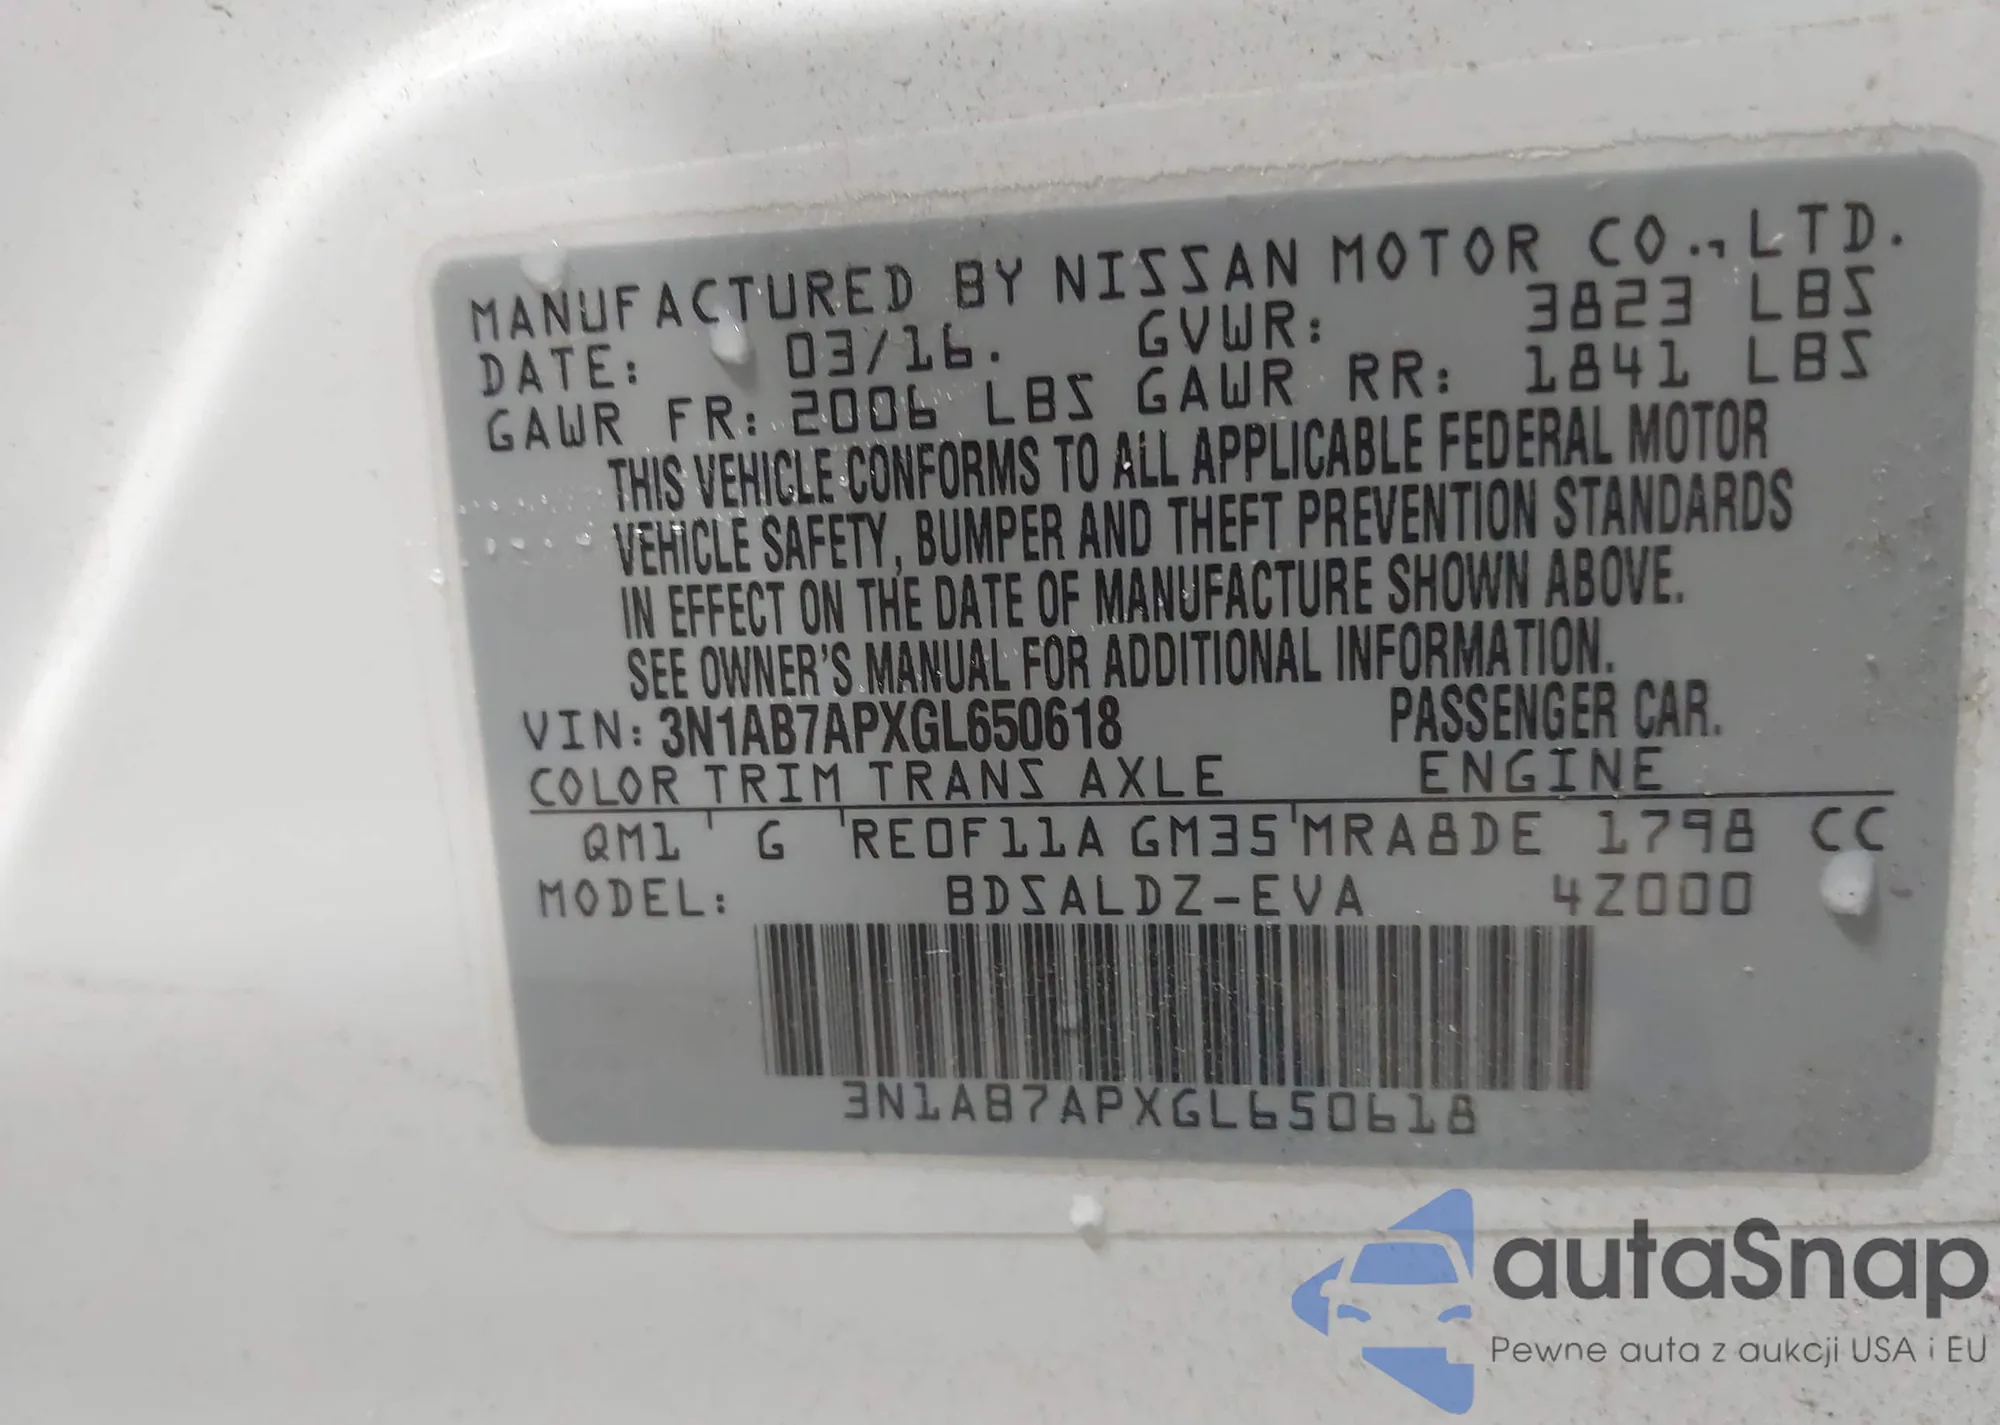 MANUFACTURED BY NISSAN MOTOR CO., LTD.
DATE: 03/16. GVWR: 3823 LBS
GAWR FR: 2006 LBS GAWR RR: 1841 LBS
THIS VEHICLE CONFORMS TO ALL APPLICABLE FEDERAL MOTOR
VEHICLE SAFETY, BUMPER AND THEFT PREVENTION STANDARDS
IN EFFECT ON THE DATE OF MANUFACTURE SHOWN ABOVE.
SEE OWNER'S MANUAL FOR ADDITIONAL INFORMATION.
VIN: 3N1AB7APXGL650618 PASSENGER CAR.
COLOR TRIM TRANS AXLE ENGINE
QM1 G RE0F11A GM35 MRA8DE 1798 CC
MODEL: BDSALDZ-EVA 4Z000
3N1AB7APXGL650618
autaSnap
Pewne auta z aukcji USA i EU